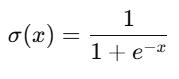 σ(x) = 1 / (1 + e^{-x})